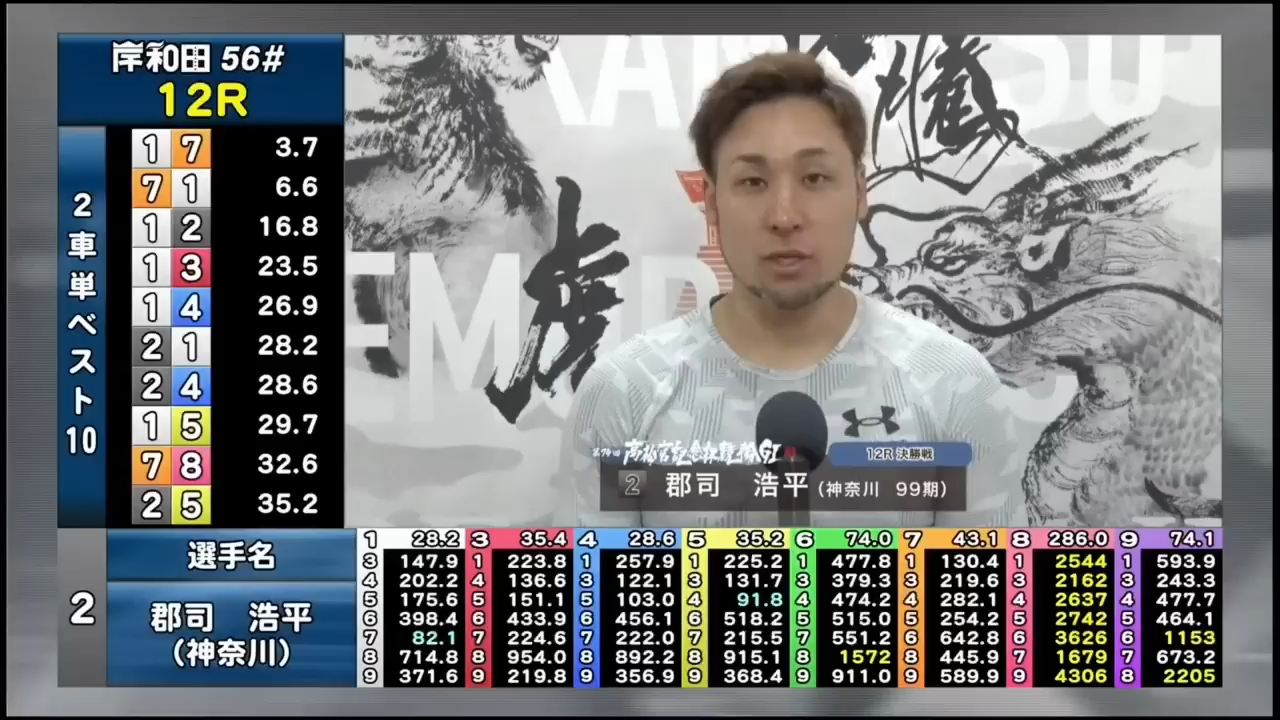 岸和田 56#
12R
2車単ベスト10
1 7 3.7
7 1 6.6
1 2 16.8
1 3 23.5
1 4 26.9
2 1 28.2
2 4 28.6
1 5 29.7
7 8 32.6
2 5 35.2
虎
高松宮記念杯競輪GI
12R 決勝戦
2 郡司 浩平 (神奈川 99期)
2
選手名
郡司 浩平
(神奈川)
1 28.2 3 35.4 4 28.6 5 35.2 6 74.0 7 43.1 8 286.0 9 74.1
3 147.9 1 223.8 1 257.9 1 225.2 1 477.8 1 130.4 1 2544 1 593.9
4 202.2 4 136.6 3 122.1 3 131.7 3 379.3 3 219.6 3 2162 3 243.3
5 175.6 5 151.1 5 103.0 4 91.8 4 474.2 4 282.1 4 2637 4 477.7
6 398.4 6 433.9 6 456.1 6 518.2 5 515.0 5 254.2 5 2742 5 464.1
7 82.1 7 224.6 7 222.0 7 215.5 7 551.2 6 642.8 6 3626 6 1153
8 714.8 8 954.0 8 892.2 8 915.1 8 1572 8 445.9 7 1679 7 673.2
9 371.6 9 219.8 9 356.9 9 368.4 9 911.0 9 589.9 9 4306 8 2205